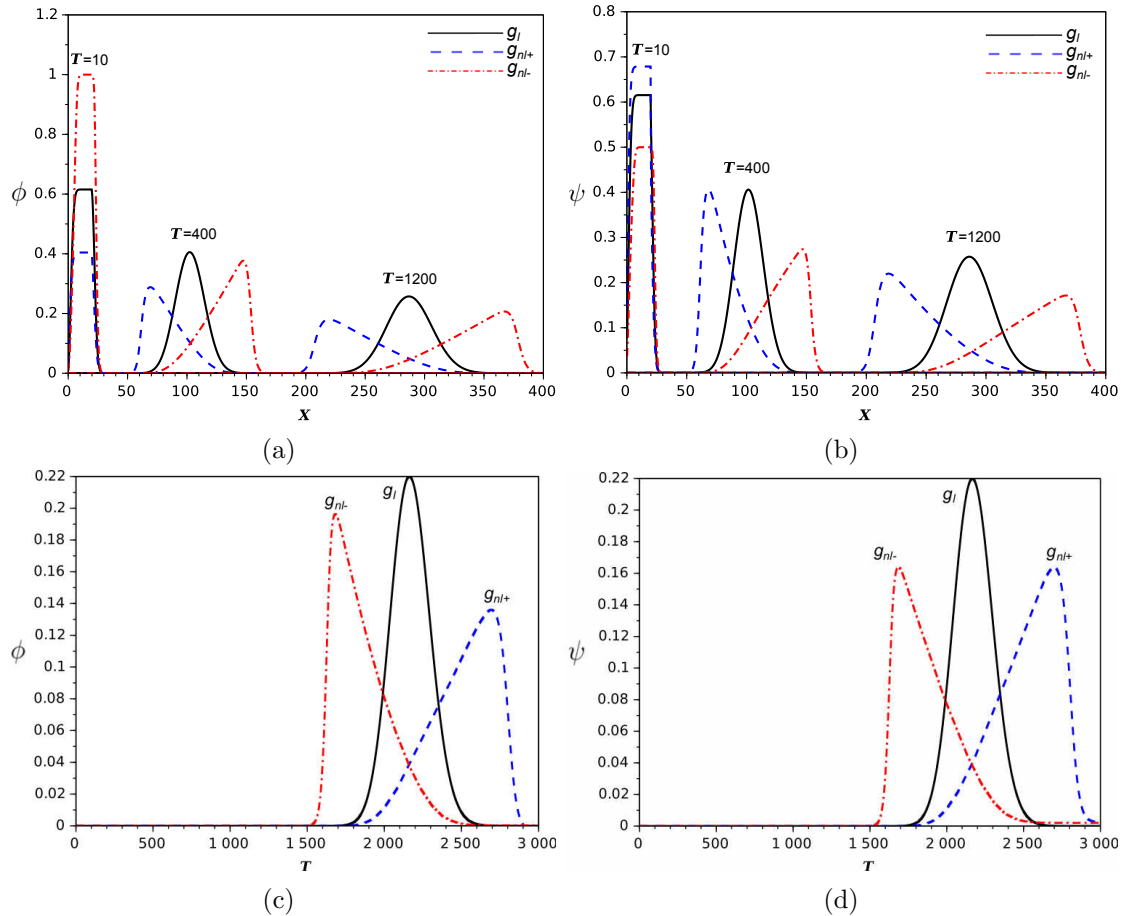 1.2
1
0.8
0.6
0.4
0.2
0
ϕ
T=10
T=400
T=1200
g_l
g_nl+
g_nl-
0 50 100 150 200 250 300 350 400
X
(a)
0.8
0.7
0.6
0.5
0.4
0.3
0.2
0.1
0
ψ
T=10
T=400
T=1200
g_l
g_nl+
g_nl-
0 50 100 150 200 250 300 350 400
X
(b)
0.22
0.2
0.18
0.16
0.14
0.12
0.1
0.08
0.06
0.04
0.02
0
ϕ
g_nl-
g_l
g_nl+
0 500 1 000 1 500 2 000 2 500 3 000
T
(c)
0.22
0.2
0.18
0.16
0.14
0.12
0.1
0.08
0.06
0.04
0.02
0
ψ
g_nl-
g_l
g_nl+
0 500 1 000 1 500 2 000 2 500 3 000
T
(d)